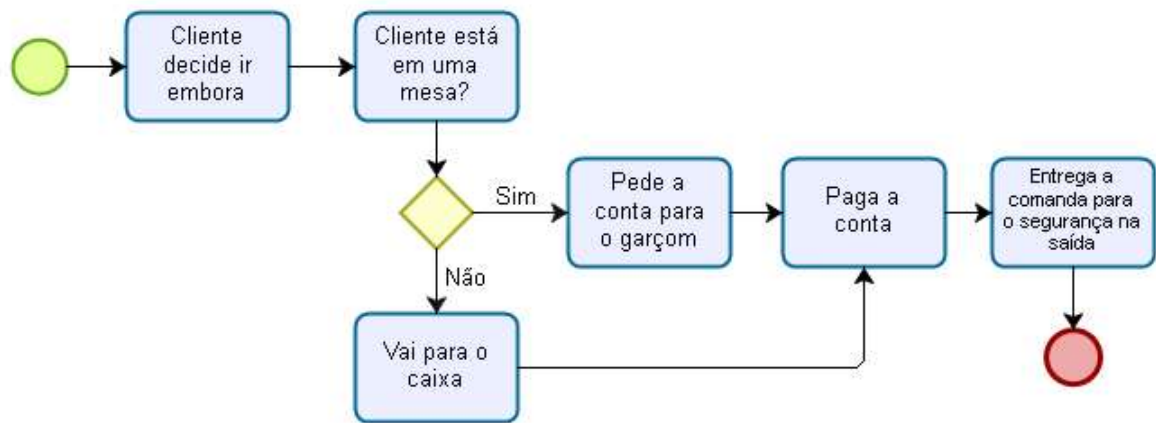 Cliente
decide ir
embora
Cliente está
em uma
mesa?
Sim
Pede a
conta para
o garçom
Paga a
conta
Entrega a
comanda para
o segurança na
saída
Não
Vai para o
caixa